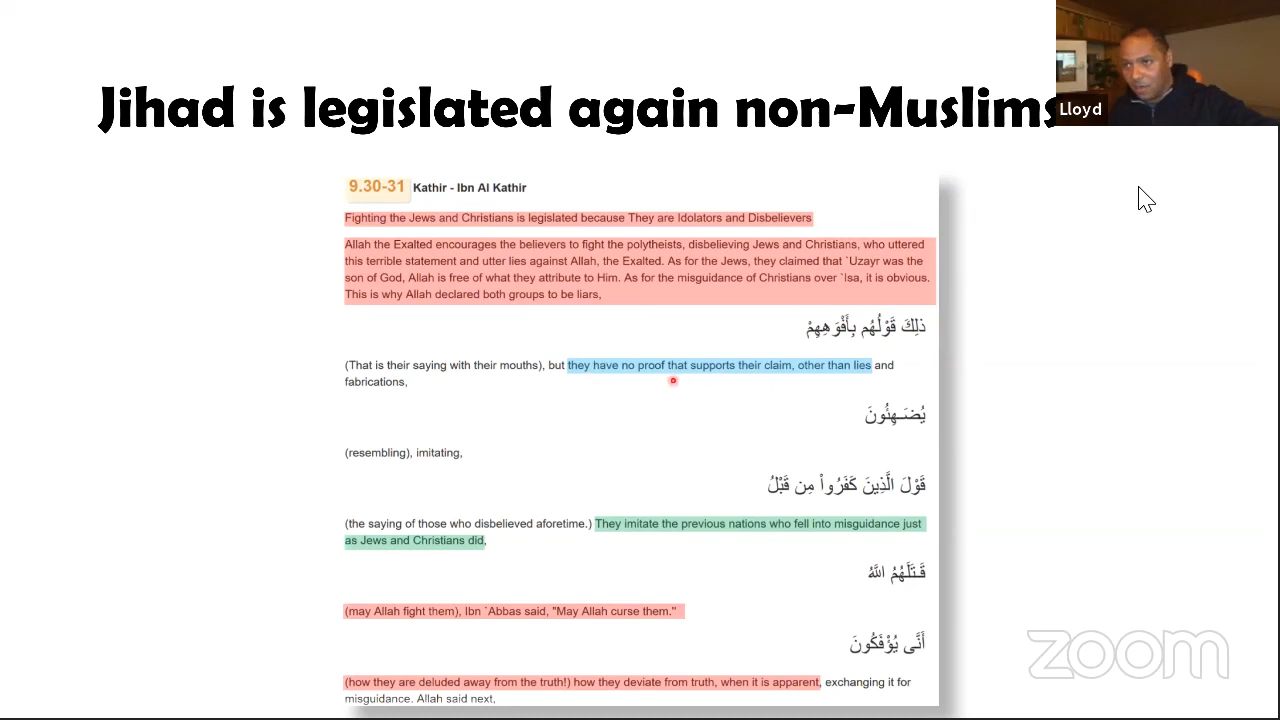 Jihad is legislated again non-Muslims
Lloyd
9.30-31 Kathir - Ibn Al Kathir
Fighting the Jews and Christians is legislated because They are Idolators and Disbelievers
Allah the Exalted encourages the believers to fight the polytheists, disbelieving Jews and Christians, who uttered
this terrible statement and utter lies against Allah, the Exalted. As for the Jews, they claimed that `Uzayr was the
son of God, Allah is free of what they attribute to Him. As for the misguidance of Christians over `Isa, it is obvious.
This is why Allah declared both groups to be liars,
ذٰلِكَ قَوْلُهُم بِأَفْوَهِهِمْ
(That is their saying with their mouths), but they have no proof that supports their claim, other than lies and
fabrications,
يُضَـهِئُونَ
(resembling), imitating,
قَوْلَ الَّذِينَ كَفَرُواْ مِن قَبْلُ
(the saying of those who disbelieved aforetime.) They imitate the previous nations who fell into misguidance just
as Jews and Christians did,
قَـتَلَهُمُ اللَّهُ
(may Allah fight them), Ibn `Abbas said, "May Allah curse them."
أَنَّى يُؤْفَكُونَ
(how they are deluded away from the truth!) how they deviate from truth, when it is apparent, exchanging it for
misguidance. Allah said next,
zoom